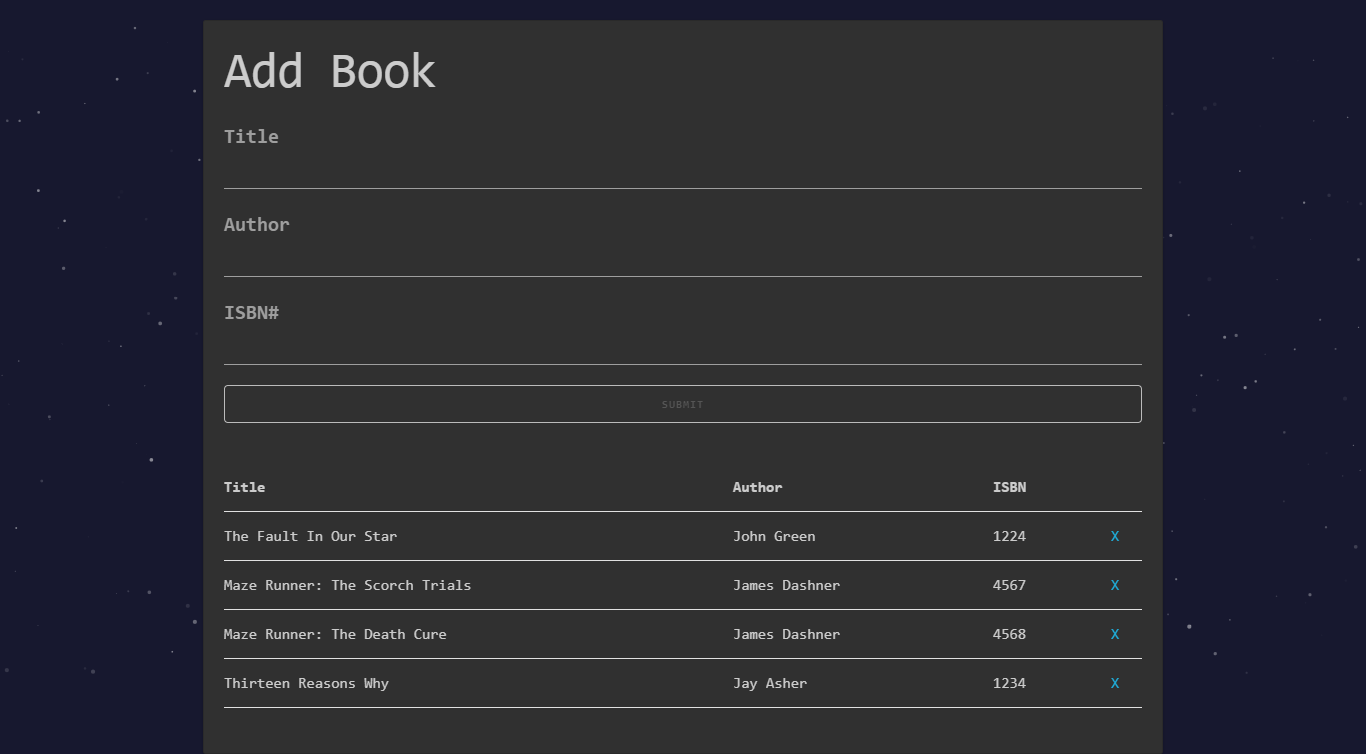 Add Book
Title
Author
ISBN#
SUBMIT
Title Author ISBN
The Fault In Our Star John Green 1224 X
Maze Runner: The Scorch Trials James Dashner 4567 X
Maze Runner: The Death Cure James Dashner 4568 X
Thirteen Reasons Why Jay Asher 1234 X